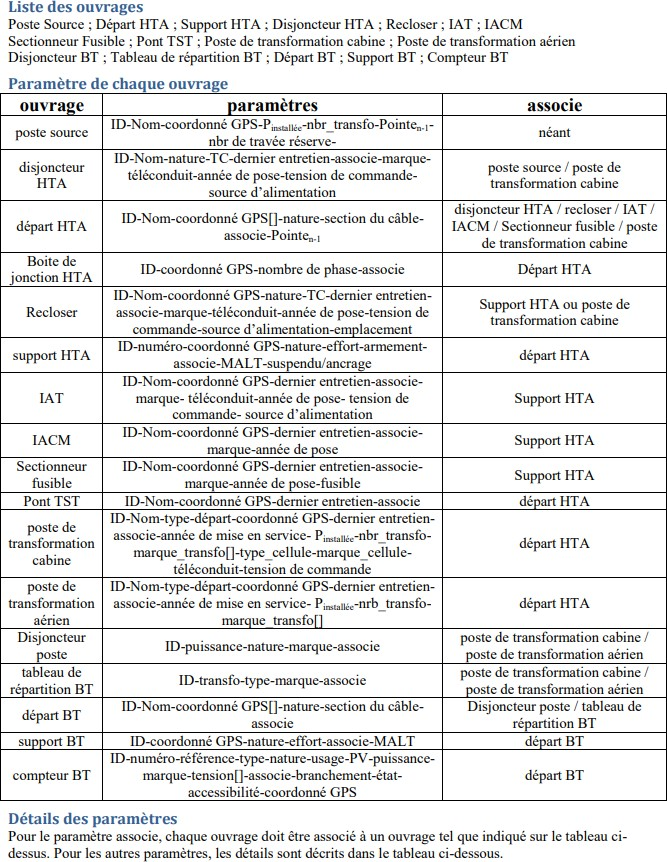 Liste des ouvrages
Poste Source ; Départ HTA ; Support HTA ; Disjoncteur HTA ; Recloser ; IAT ; IACM
Sectionneur Fusible ; Pont TST ; Poste de transformation cabine ; Poste de transformation aérien
Disjoncteur BT ; Tableau de répartition BT ; Départ BT ; Support BT ; Compteur BT
Paramètre de chaque ouvrage
ouvrage paramètres associe
poste source
ID-Nom-coordonné GPS-Pinstallée-nbr_transfo-Pointen-1-
nbr de travée réserve-
néant
disjoncteur
HTA
ID-Nom-nature-TC-dernier entretien-associe-marque-
téléconduit-année de pose-tension de commande-
source d'alimentation
poste source / poste de
transformation cabine
départ HTA
ID-Nom-coordonné GPS[]-nature-section du câble-
associe-Pointen-1
disjoncteur HTA / recloser / IAT /
IACM / Sectionneur fusible / poste
de transformation cabine
Boite de
jonction HTA
ID-coordonné GPS-nombre de phase-associe
Départ HTA
Recloser
ID-Nom-coordonné GPS-nature-TC-dernier entretien-
associe-marque-téléconduit-année de pose-tension de
commande-source d'alimentation-emplacement
Support HTA ou poste de
transformation cabine
support HTA
ID-numéro-coordonné GPS-nature-effort-armement-
associe-MALT-suspendu/ancrage
départ HTA
IAT
ID-Nom-coordonné GPS-dernier entretien-associe-
marque- téléconduit-année de pose- tension de
commande- source d'alimentation
Support HTA
IACM
ID-Nom-coordonné GPS-dernier entretien-associe-
marque-année de pose
Support HTA
Sectionneur
fusible
ID-Nom-coordonné GPS-dernier entretien-associe-
marque-année de pose-fusible
Support HTA
Pont TST
ID-Nom-coordonné GPS-dernier entretien-associe
départ HTA
poste de
transformation
cabine
ID-Nom-type-départ-coordonné GPS-dernier entretien-
associe-année de mise en service- Pinstallée-nbr_transfo-
marque_transfo[]-type_cellule-marque_cellule-
téléconduit-tension de commande
départ HTA
poste de
transformation
aérien
ID-Nom-type-départ-coordonné GPS-dernier entretien-
associe-année de mise en service- Pinstallée-nrb_transfo-
marque_transfo[]
départ HTA
Disjoncteur
poste
ID-puissance-nature-marque-associe
poste de transformation cabine /
poste de transformation aérien
tableau de
répartition BT
ID-transfo-type-marque-associe
poste de transformation cabine /
poste de transformation aérien
départ BT
ID-Nom-coordonné GPS[]-nature-section du câble-
associe
Disjoncteur poste / tableau de
répartition BT
support BT
ID-coordonné GPS-nature-effort-associe-MALT
départ BT
compteur BT
ID-numéro-référence-type-nature-usage-PV-puissance-
marque-tension[]-associe-branchement-état-
accessibilité-coordonné GPS
départ BT
Détails des paramètres
Pour le paramètre associe, chaque ouvrage doit être associé à un ouvrage tel que indiqué sur le tableau ci-
dessus. Pour les autres paramètres, les détails sont décrits dans le tableau ci-dessous.